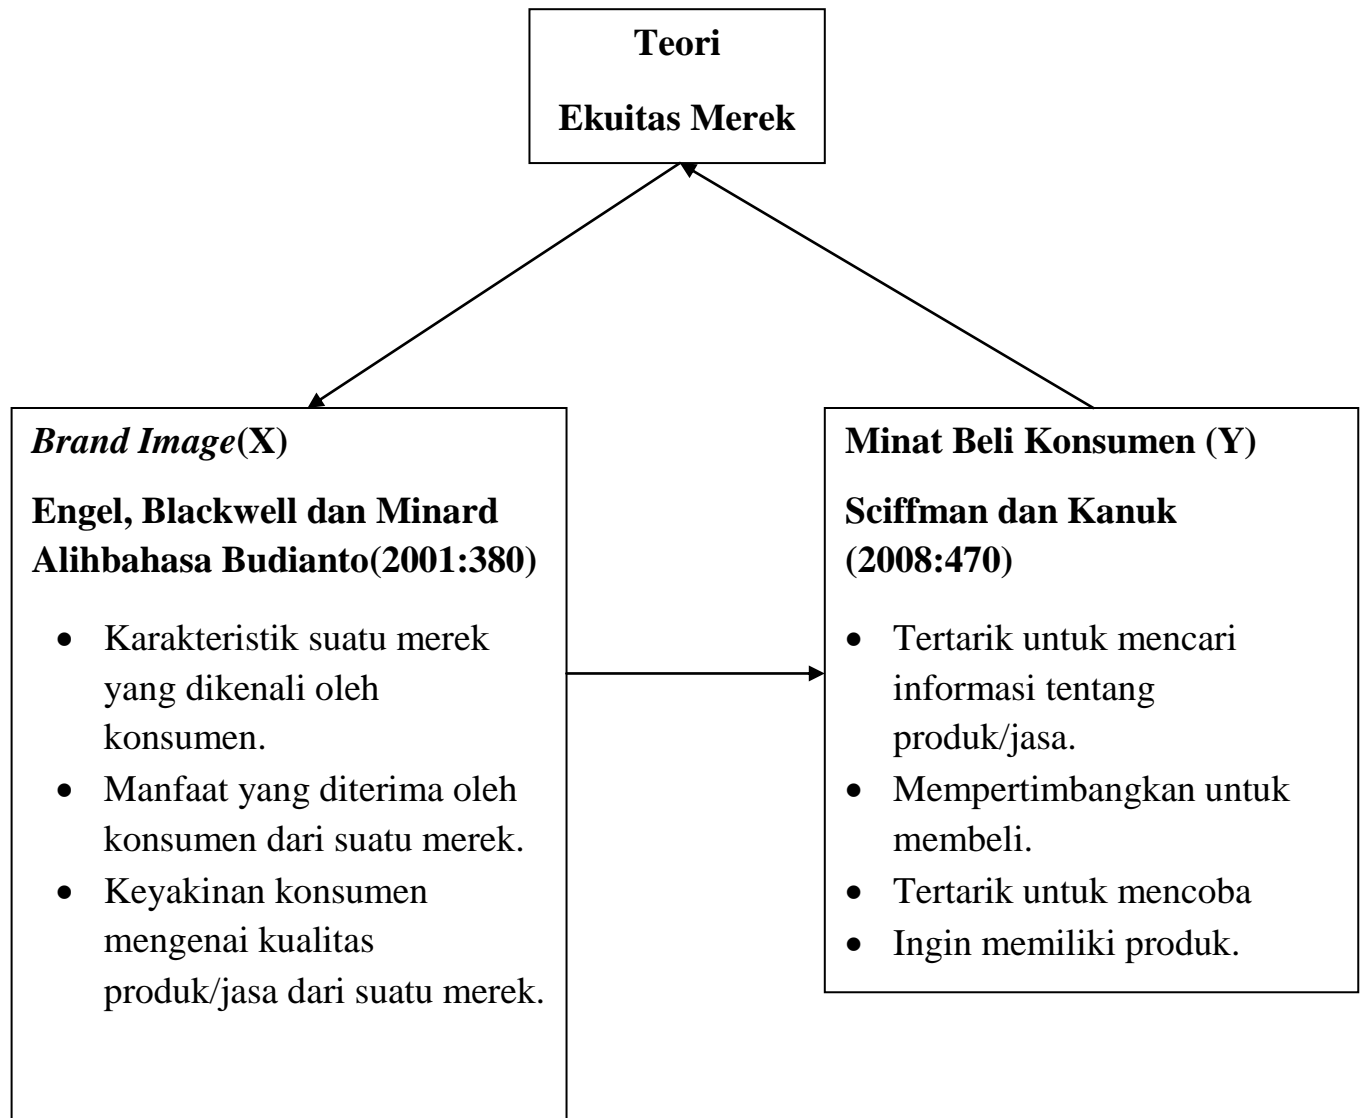 Teori
Ekuitas Merek
Brand Image(X)
Engel, Blackwell dan Minard
Alihbahasa Budianto(2001:380)
• Karakteristik suatu merek
yang dikenali oleh
konsumen.
• Manfaat yang diterima oleh
konsumen dari suatu merek.
• Keyakinan konsumen
mengenai kualitas
produk/jasa dari suatu merek.
Minat Beli Konsumen (Y)
Sciffman dan Kanuk
(2008:470)
• Tertarik untuk mencari
informasi tentang
produk/jasa.
• Mempertimbangkan untuk
membeli.
• Tertarik untuk mencoba
• Ingin memiliki produk.